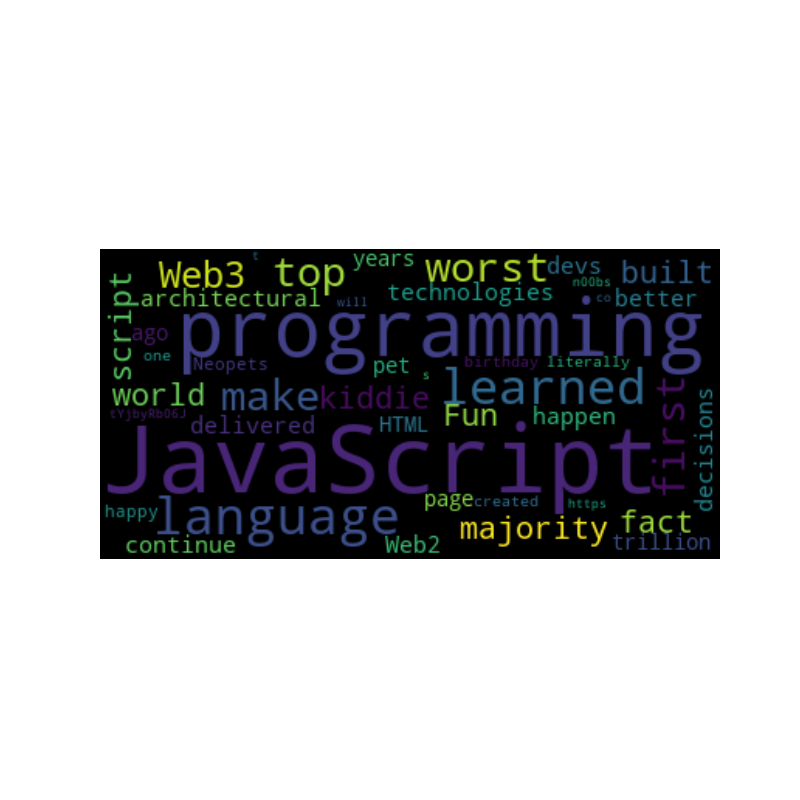 Web3 top years worst devs built
t
n00bs
architectural will technologies co better
script programming
ago
one Neopets pet birthday literally
s
world make kiddie learned first
tYjbyRb06J delivered HTML Fun happen decisions
JavaScript
happy language page created https
majority fact
continue Web2 trillion